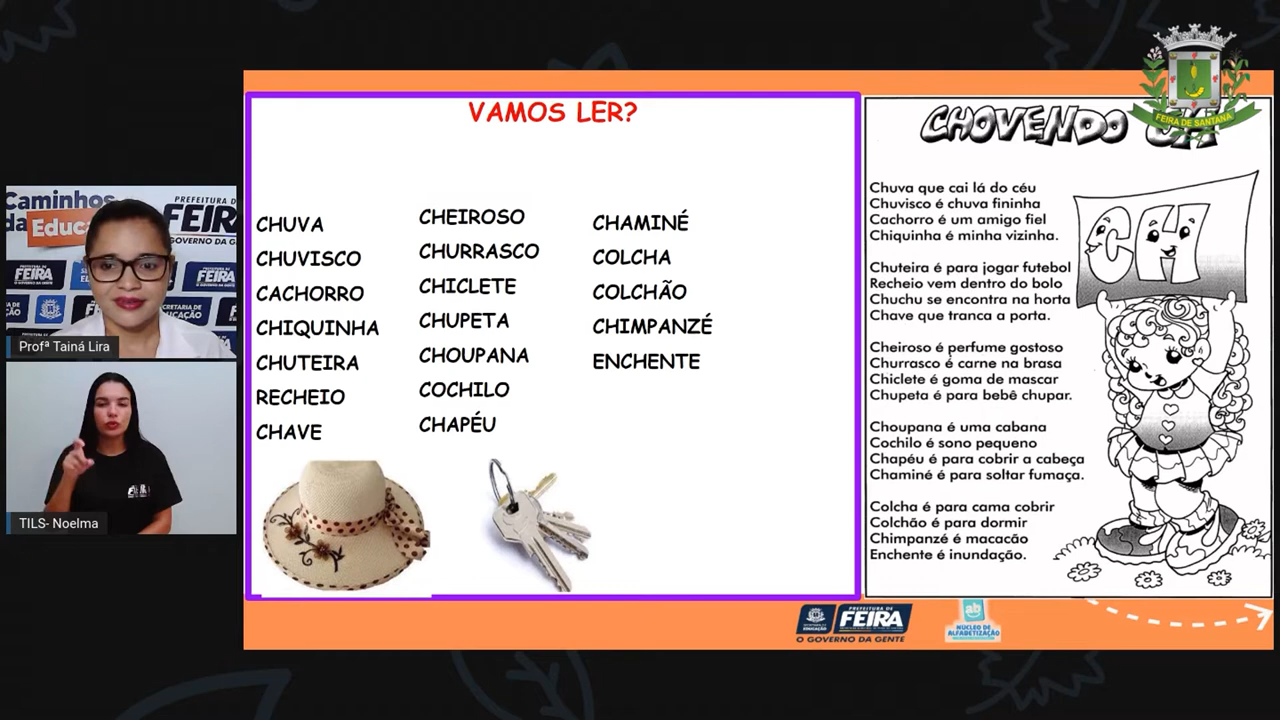 Caminhos
da Educa
PREFEITURA DE
FEIRA
GOVERNO DA GENTE
Profª Tainá Lira
TILS- Noelma
VAMOS LER?
CHUVA
CHUVISCO
CACHORRO
CHIQUINHA
CHUTEIRA
RECHEIO
CHAVE
CHEIROSO
CHURRASCO
CHICLETE
CHUPETA
CHOUPANA
COCHILO
CHAPÉU
CHAMINÉ
COLCHA
COLCHÃO
CHIMPANZÉ
ENCHENTE
FEIRA DE SANTANA
CHOVENDO CH
Chuva que cai lá do céu
Chuvisco é chuva fininha
Cachorro é um amigo fiel
Chiquinha é minha vizinha.
Chuteira é para jogar futebol
Recheio vem dentro do bolo
Chuchu se encontra na horta
Chave que tranca a porta.
Cheiroso é perfume gostoso
Churrasco é carne na brasa
Chiclete é goma de mascar
Chupeta é para bebê chupar.
Choupana é uma cabana
Cochilo é sono pequeno
Chapéu é para cobrir a cabeça
Chaminé é para soltar fumaça.
Colcha é para cama cobrir
Colchão é para dormir
Chimpanzé é macacão
Enchente é inundação.
CH
PREFEITURA DE
FEIRA
O GOVERNO DA GENTE
ab
NÚCLEO DE
ALFABETIZAÇÃO